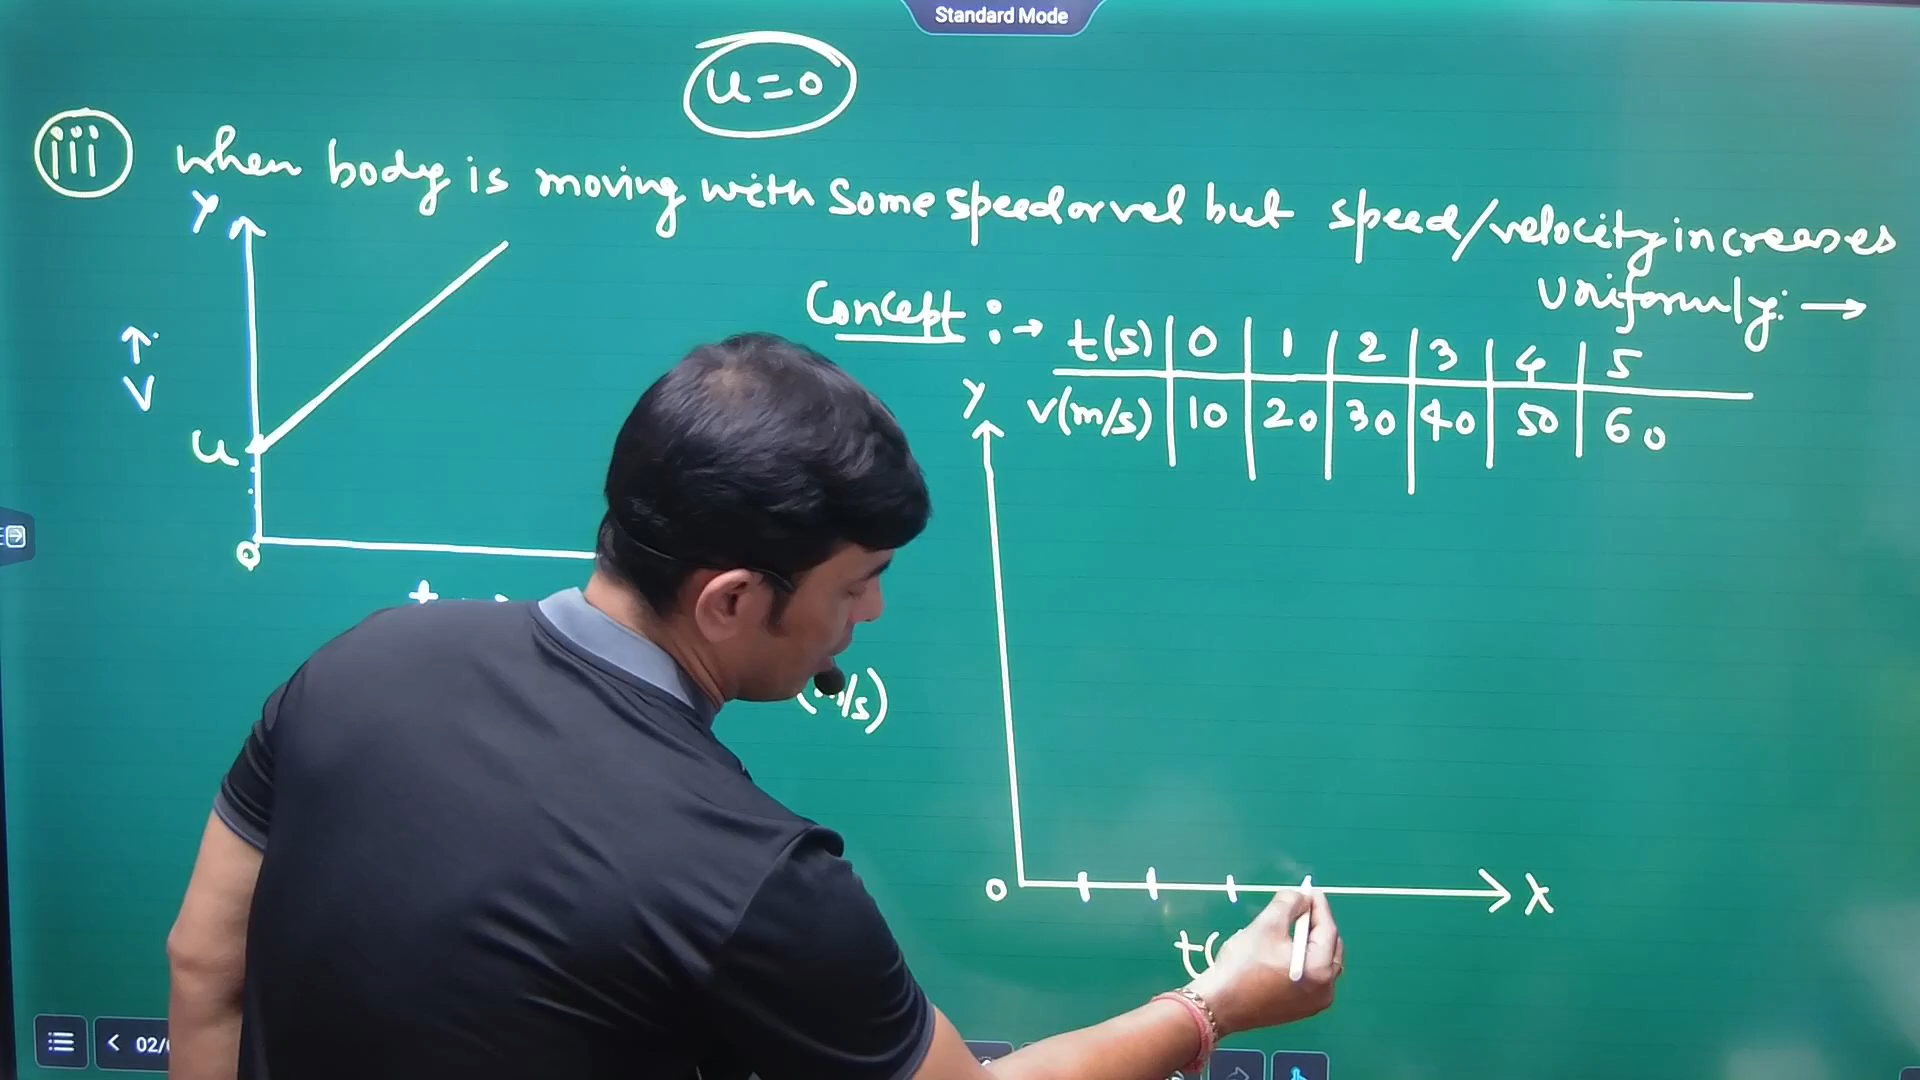 Standard Mode
u=0
iii when body is moving with some speed or vel but speed/velocity increases
Uniformly: →
Y
↑
V
u
0
t →
Concept :→
t(s) 0 1 2 3 4 5
v(m/s) 10 20 30 40 50 60
Y
(m/s)
0
X
t(
02/